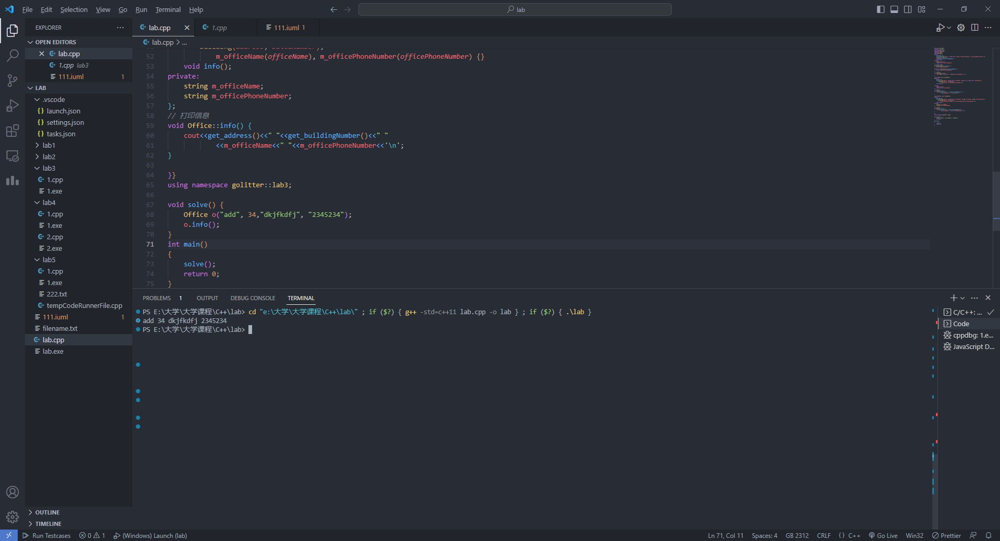 File Edit Selection View Go Run Terminal Help
lab
EXPLORER
OPEN EDITORS
lab.cpp
1.cpp lab3
111.iuml 1
LAB
.vscode
launch.json
settings.json
tasks.json
lab1
lab2
lab3
1.cpp
1.exe
lab4
1.cpp
1.exe
2.cpp
2.exe
lab5
1.cpp
1.exe
222.txt
tempCodeRunnerFile.cpp
111.iuml 1
filename.txt
lab.cpp
lab.exe
OUTLINE
TIMELINE
lab.cpp 1.cpp 111.iuml 1
lab.cpp > ...
52 m_officeName(officeName), m_officePhoneNumber(officePhoneNumber) {}
53 void info();
54 private:
55 string m_officeName;
56 string m_officePhoneNumber;
57 };
58 // 打印信息
59 void Office::info() {
60 cout<<get_address()<<" "<<get_buildingNumber()<<" "
61 <<m_officeName<<" "<<m_officePhoneNumber<<'\n';
62 }
63
64 }}
65 using namespace golitter::lab3;
66
67 void solve() {
68 Office o("add", 34,"dkjfkdfj", "2345234");
69 o.info();
70 }
71 int main()
72 {
73 solve();
74 return 0;
75 }
PROBLEMS 1 OUTPUT DEBUG CONSOLE TERMINAL
PS E:\大学\大学课程\C++\lab> cd "e:\大学\大学课程\C++\lab\" ; if ($?) { g++ -std=c++11 lab.cpp -o lab } ; if ($?) { .\lab }
add 34 dkjfkdfj 2345234
PS E:\大学\大学课程\C++\lab>
C/C++: ...
Code
cppdbg: 1.e...
JavaScript D...
Run Testcases 0 1 (Windows) Launch (lab) Ln 71, Col 11 Spaces: 4 GB 2312 CRLF {} C++ Go Live Win32 Prettier